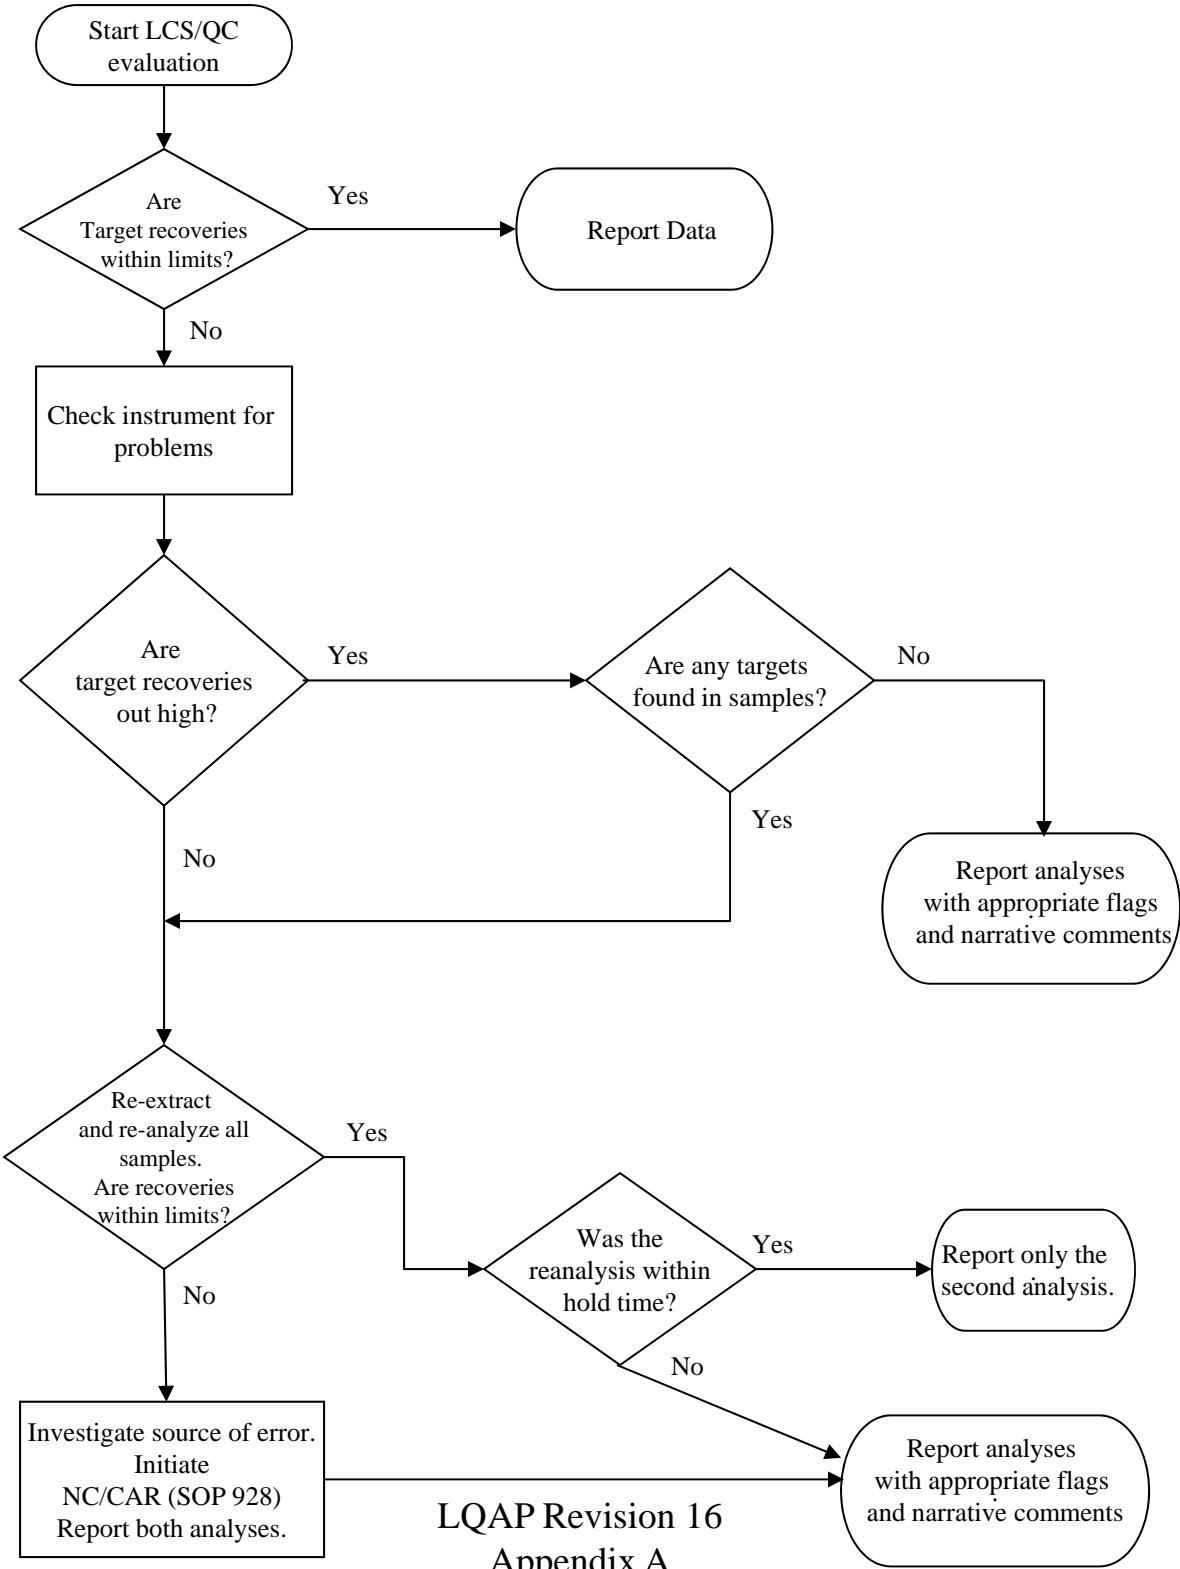 Start LCS/QC
evaluation
Are
Target recoveries
within limits?
Yes
Report Data
No
Check instrument for
problems
Are
target recoveries
out high?
Yes
Are any targets
found in samples?
No
Yes
No
Report analyses
with appropriate flags
and narrative comments
Re-extract
and re-analyze all
samples.
Are recoveries
within limits?
Yes
Was the
reanalysis within
hold time?
Yes
Report only the
second analysis.
No
No
Investigate source of error.
Initiate
NC/CAR (SOP 928)
Report both analyses.
Report analyses
with appropriate flags
and narrative comments
LQAP Revision 16
Appendix A